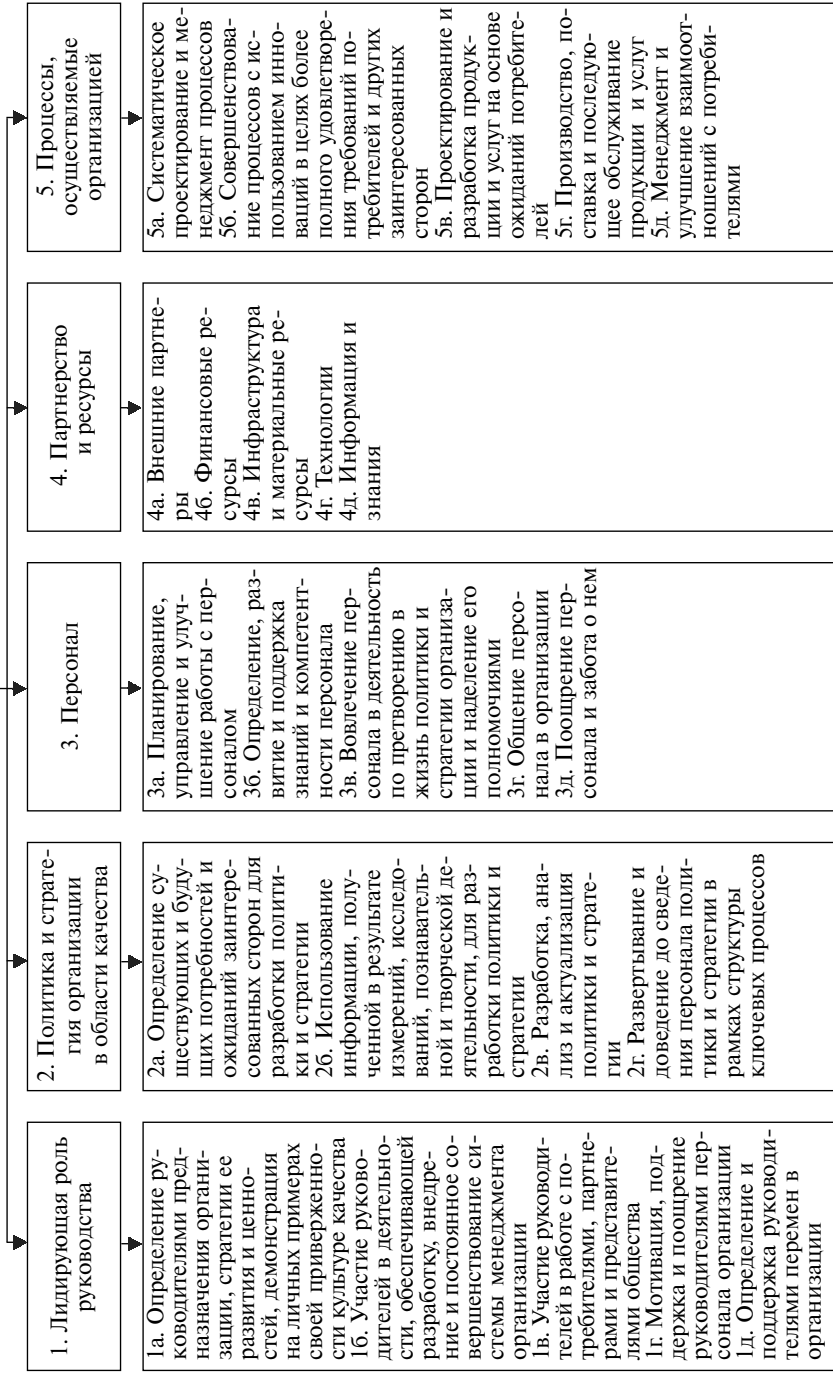 1. Лидирующая роль
руководства
1а. Определение ру-
ководителями пред-
назначения органи-
зации, стратегии ее
развития и ценно-
стей, демонстрация
на личных примерах
своей приверженно-
сти культуре качества
1б. Участие руково-
дителей в деятельно-
сти, обеспечивающей
разработку, внедре-
ние и постоянное со-
вершенствование си-
стемы менеджмента
организации
1в. Участие руководи-
телей в работе с по-
требителями, партне-
рами и представите-
лями общества
1г. Мотивация, под-
держка и поощрение
руководителями пер-
сонала организации
1д. Определение и
поддержка руководи-
телями перемен в
организации
2. Политика и страте-
гия организации
в области качества
2а. Определение су-
ществующих и буду-
щих потребностей и
ожиданий заинтере-
сованных сторон для
разработки полити-
ки и стратегии
2б. Использование
информации, полу-
ченной в результате
измерений, исследо-
ваний, познаватель-
ной и творческой де-
ятельности, для раз-
работки политики и
стратегии
2в. Разработка, ана-
лиз и актуализация
политики и страте-
гии
2г. Развертывание и
доведение до сведе-
ния персонала поли-
тики и стратегии в
рамках структуры
ключевых процессов
3. Персонал
3а. Планирование,
управление и улуч-
шение работы с пер-
соналом
3б. Определение, раз-
витие и поддержка
знаний и компетент-
ности персонала
3в. Вовлечение пер-
сонала в деятельность
по претворению в
жизнь политики и
стратегии организа-
ции и наделение его
полномочиями
3г. Общение персо-
нала в организации
3д. Поощрение пер-
сонала и забота о нем
4. Партнерство
и ресурсы
4а. Внешние партне-
ры
4б. Финансовые ре-
сурсы
4в. Инфраструктура
и материальные ре-
сурсы
4г. Технологии
4д. Информация и
знания
5. Процессы,
осуществляемые
организацией
5а. Систематическое
проектирование и ме-
неджмент процессов
5б. Совершенствова-
ние процессов с ис-
пользованием инно-
ваций в целях более
полного удовлетворе-
ния требований по-
требителей и других
заинтересованных
сторон
5в. Проектирование и
разработка продук-
ции и услуг на основе
ожиданий потребите-
лей
5г. Производство, по-
ставка и последую-
щее обслуживание
продукции и услуг
5д. Менеджмент и
улучшение взаимоот-
ношений с потреби-
телями